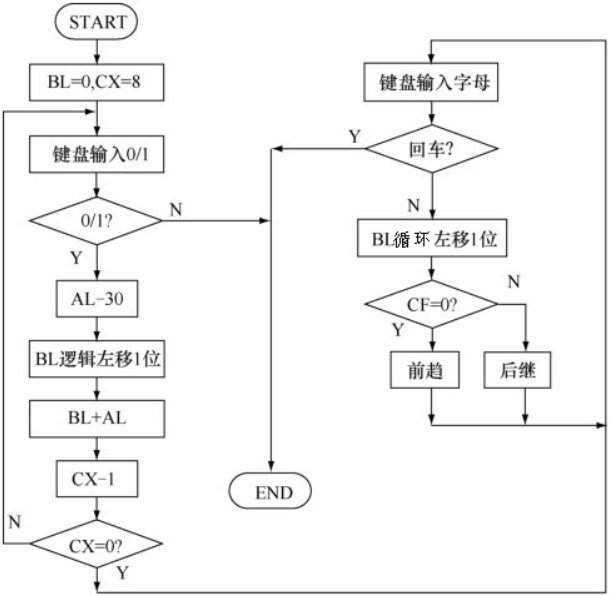 START
BL=0,CX=8
键盘输入0/1
0/1?
N
Y
AL-30
BL逻辑左移1位
BL+AL
CX-1
CX=0?
N
Y
键盘输入字母
回车?
Y
N
BL循环左移1位
CF=0?
N
Y
前趋
后继
END